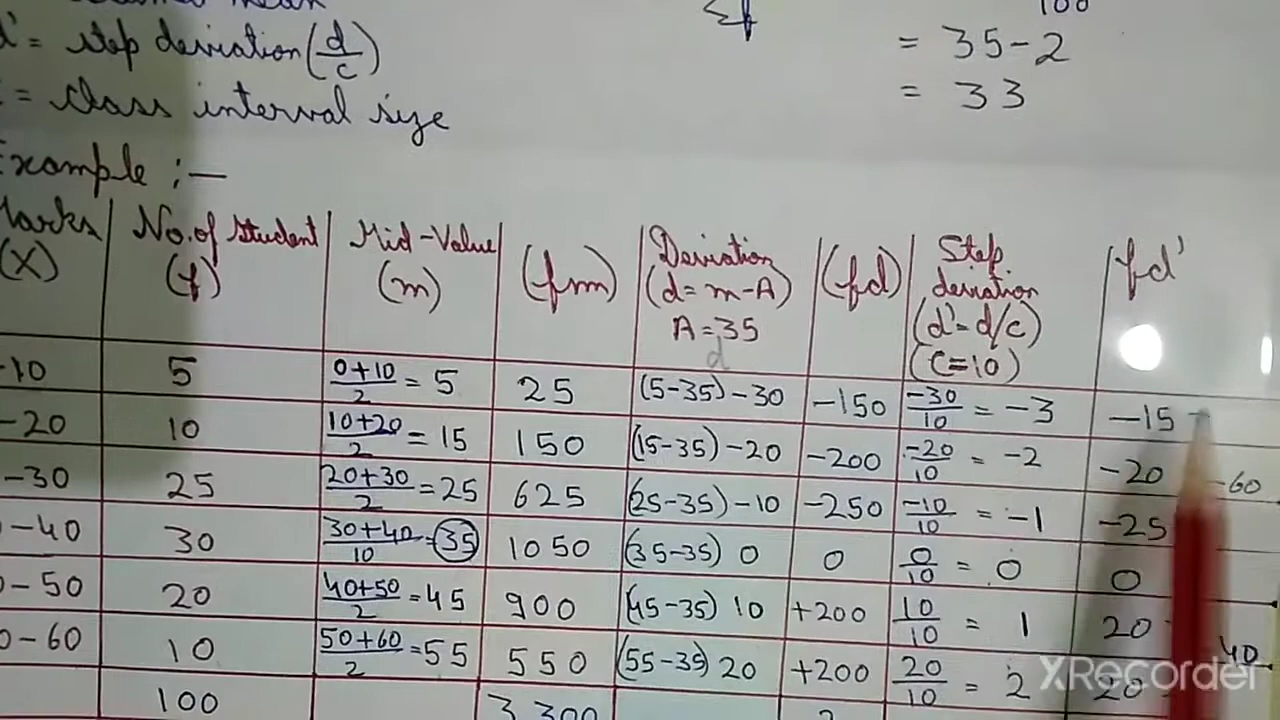 d' = step deviation (d/c)
= class interval size
Σf
100
= 35-2
= 33
Example :—
Marks (X) | No. of Student (f) | Mid-Value (m) | (fm) | Deviation (d=m-A) A=35 | (fd) | Step deviation (d'=d/c) (C=10) | fd'
d
-10 | 5 | 0+10/2 = 5 | 25 | (5-35) -30 | -150 | -30/10 = -3 | -15
-20 | 10 | 10+20/2 = 15 | 150 | (15-35) -20 | -200 | -20/10 = -2 | -20
-30 | 25 | 20+30/2 = 25 | 625 | (25-35) -10 | -250 | -10/10 = -1 | -25
-60
-40 | 30 | 30+40/10 = 35 | 1050 | (35-35) 0 | 0 | 0/10 = 0 | 0
-50 | 20 | 40+50/2 = 45 | 900 | (45-35) 10 | +200 | 10/10 = 1 | 20
-60 | 10 | 50+60/2 = 55 | 550 | (55-35) 20 | +200 | 20/10 = 2 | 20
40
100 | 3300
XRecorder